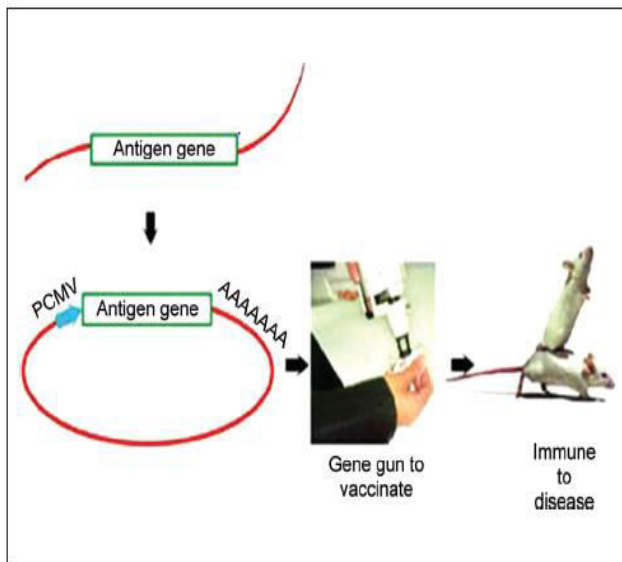 Antigen gene
PCMV
Antigen gene
AAAAAAA
Gene gun to
vaccinate
Immune
to
disease